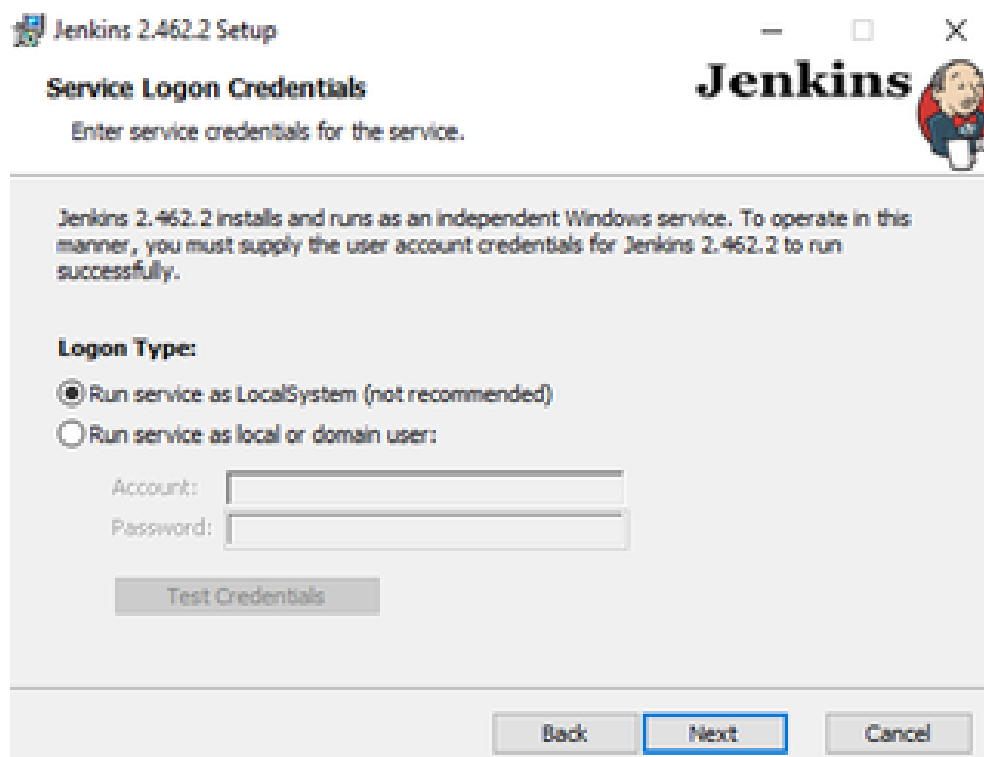 Jenkins 2.462.2 Setup
Service Logon Credentials
Jenkins
Enter service credentials for the service.
Jenkins 2.462.2 installs and runs as an independent Windows service. To operate in this
manner, you must supply the user account credentials for Jenkins 2.462.2 to run
successfully.
Logon Type:
Run service as LocalSystem (not recommended)
Run service as local or domain user:
Account:
Password:
Test Credentials
Back Next Cancel